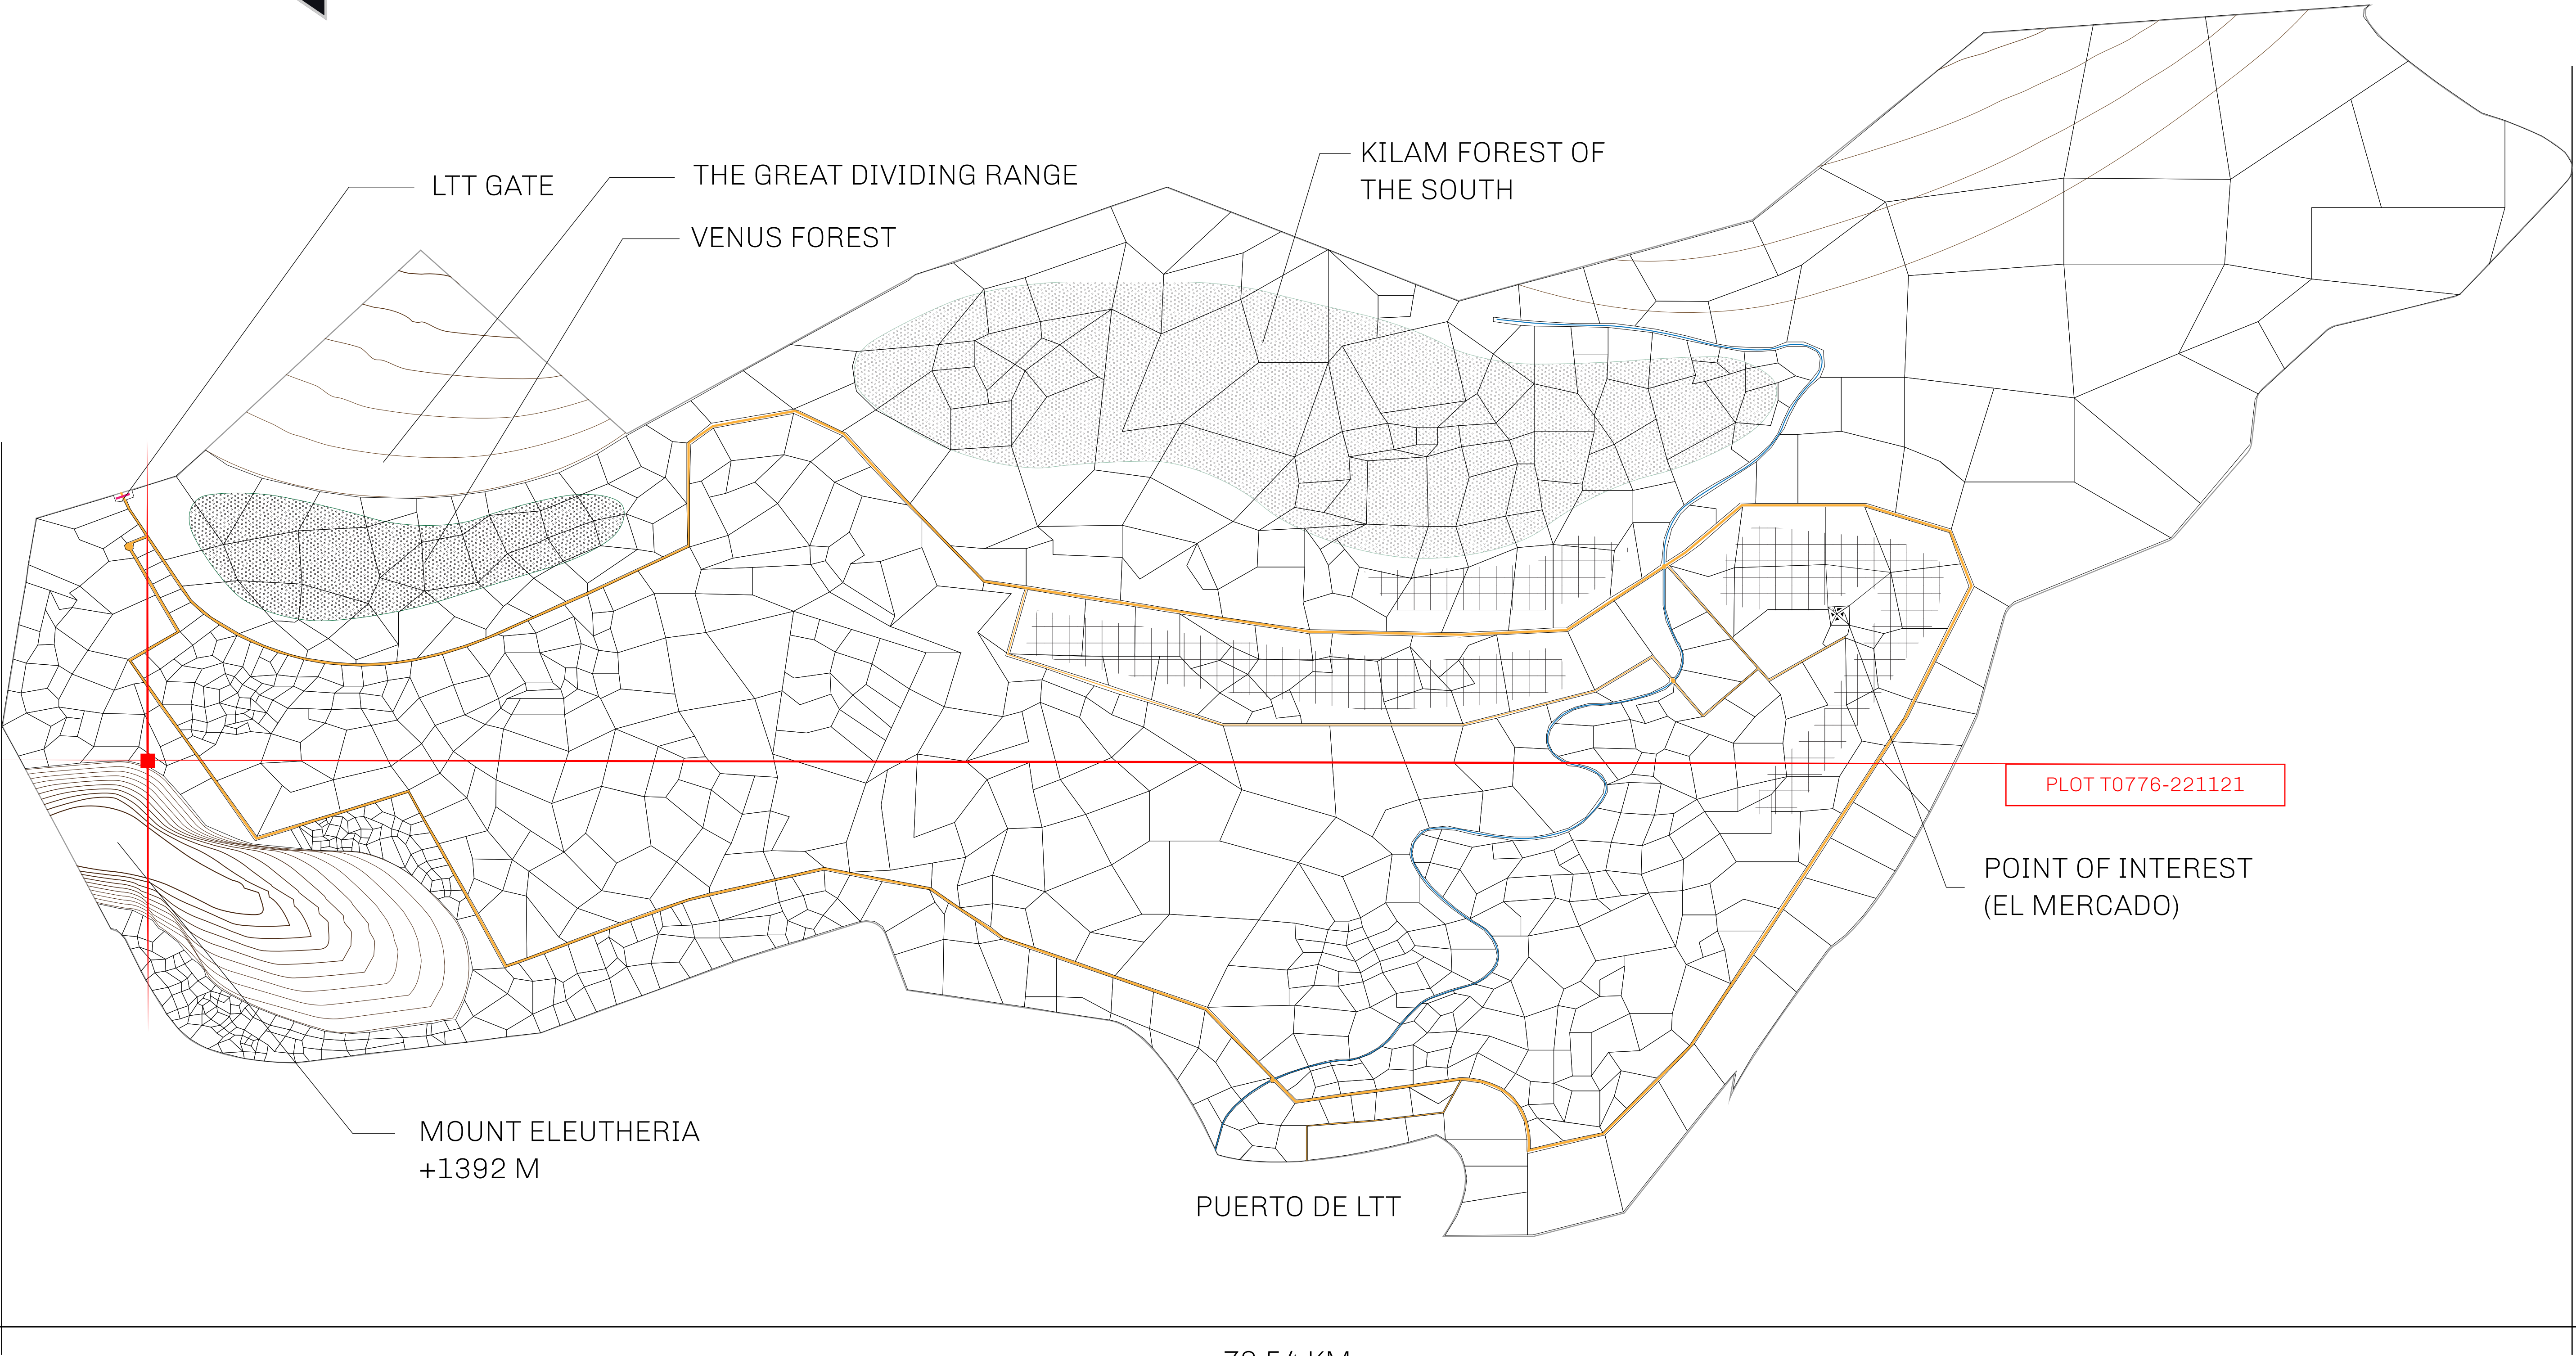 LTT GATE
THE GREAT DIVIDING RANGE
VENUS FOREST
KILAM FOREST OF
THE SOUTH
PLOT T0776-221121
POINT OF INTEREST
(EL MERCADO)
MOUNT ELEUTHERIA
+1392 M
PUERTO DE LTT
KM